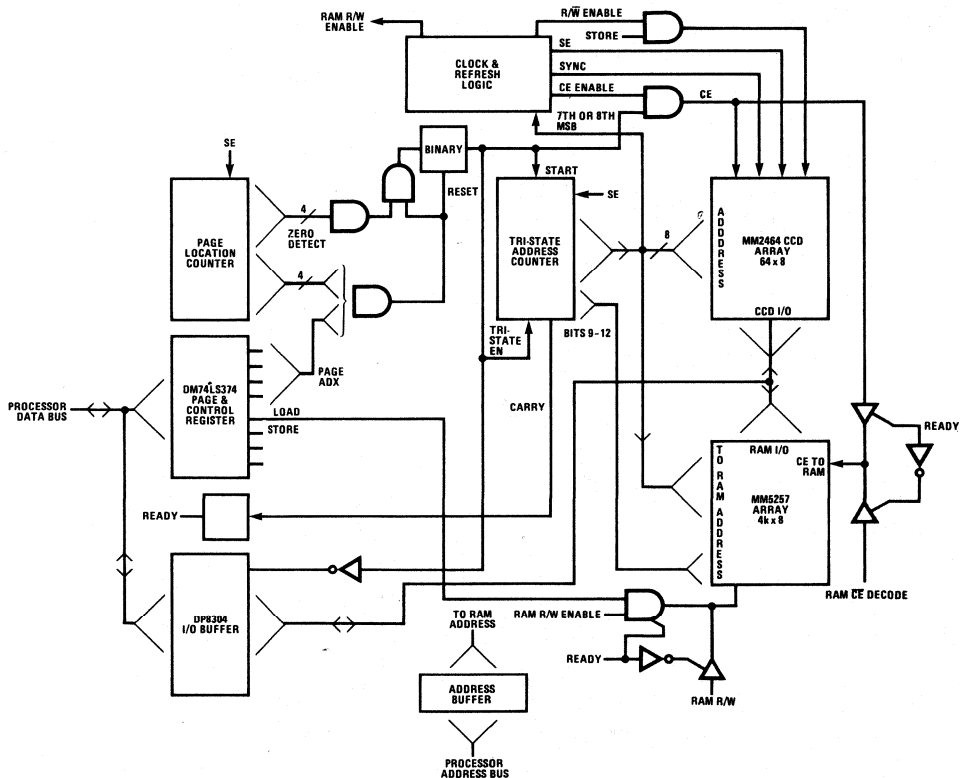 RAM R/W
ENABLE
R/W̅ ENABLE
STORE
SE
SYNC
CE ENABLE
CE
7TH OR 8TH
MSB
CLOCK &
REFRESH
LOGIC
SE
BINARY
RESET
START
SE
4
ZERO
DETECT
PAGE
LOCATION
COUNTER
4
TRI-STATE
ADDRESS
COUNTER
8
ADDDRESS
MM2464 CCD
ARRAY
64 x 8
CCD I/O
BITS 9–12
TRI-
STATE
EN
PAGE
ADX
DM74LS374
PAGE &
CONTROL
REGISTER
PROCESSOR
DATA BUS
LOAD
STORE
CARRY
READY
RAM I/O
CE TO
RAM
TO RAM ADDRESS
MM5257
ARRAY
4k x 8
READY
DP8304
I/O BUFFER
RAM C̅E̅ DECODE
TO RAM
ADDRESS
RAM R/W ENABLE
READY
RAM R/W
ADDRESS
BUFFER
PROCESSOR
ADDRESS BUS